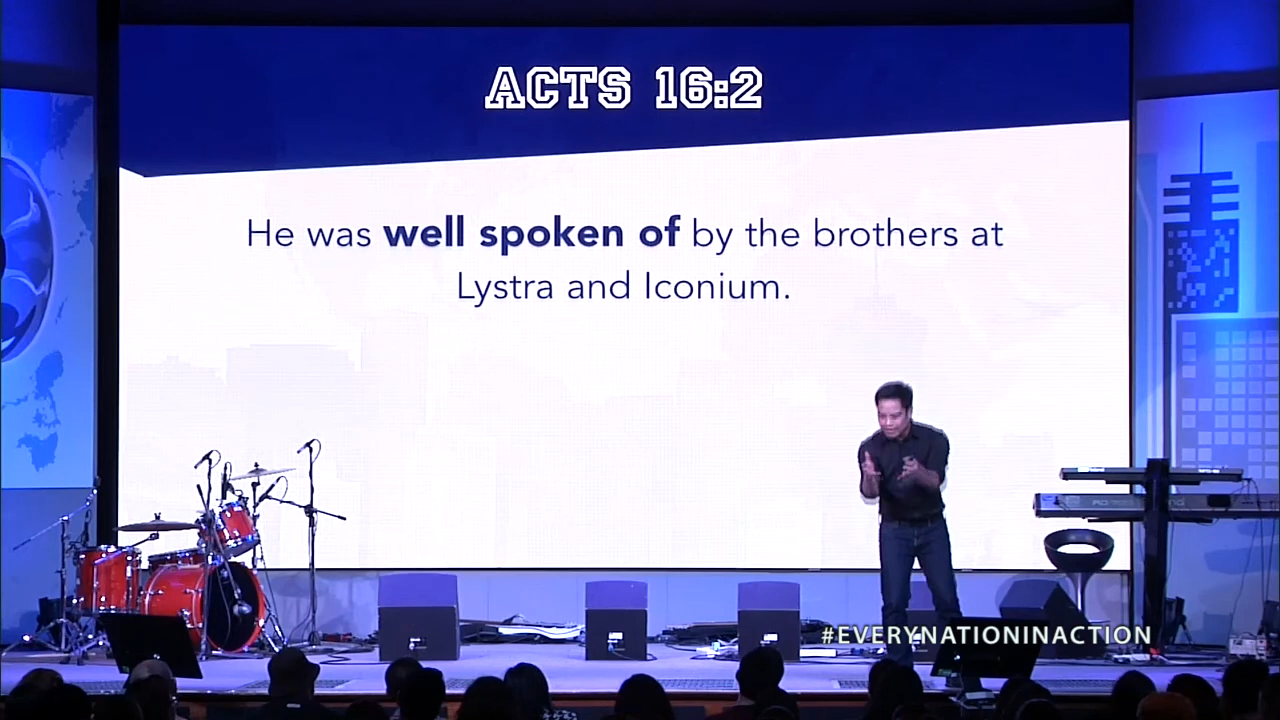 ACTS 16:2
He was well spoken of by the brothers at
Lystra and Iconium.
#EVERYNATIONINACTION